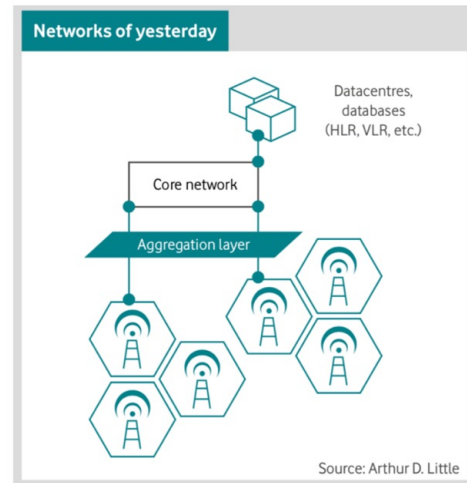 Networks of yesterday
Datacentres,
databases
(HLR, VLR, etc.)
Core network
Aggregation layer
Source: Arthur D. Little